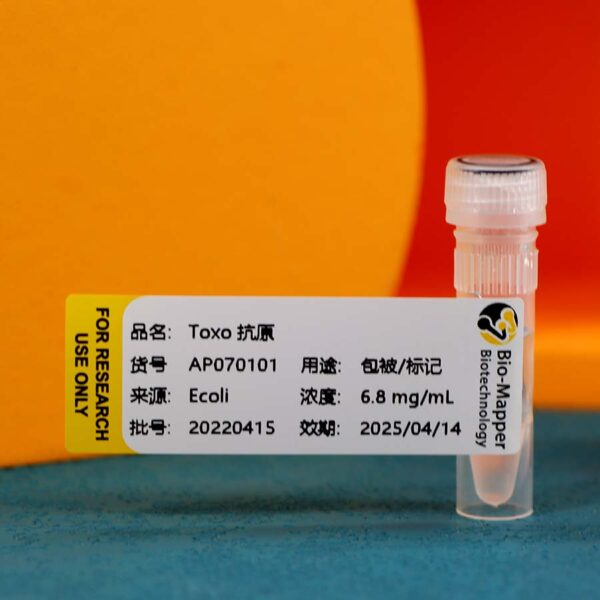 FOR RESEARCH
USE ONLY
品名: Toxo 抗原
货号 AP070101 用途: 包被/标记
来源: Ecoli 浓度: 6.8 mg/mL
批号: 20220415 效期: 2025/04/14
Bio-Mapper
Biotechnology